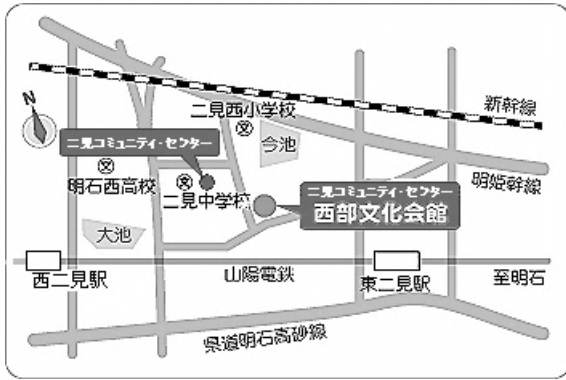 新幹線
N
二見西小学校
今池
二見コミュニティ・センター
明姫幹線
明石西高校
二見中学校
二見コミュニティ・センター
西部文化会館
大池
西二見駅
山陽電鉄
東二見駅
至明石
県道明石高砂線